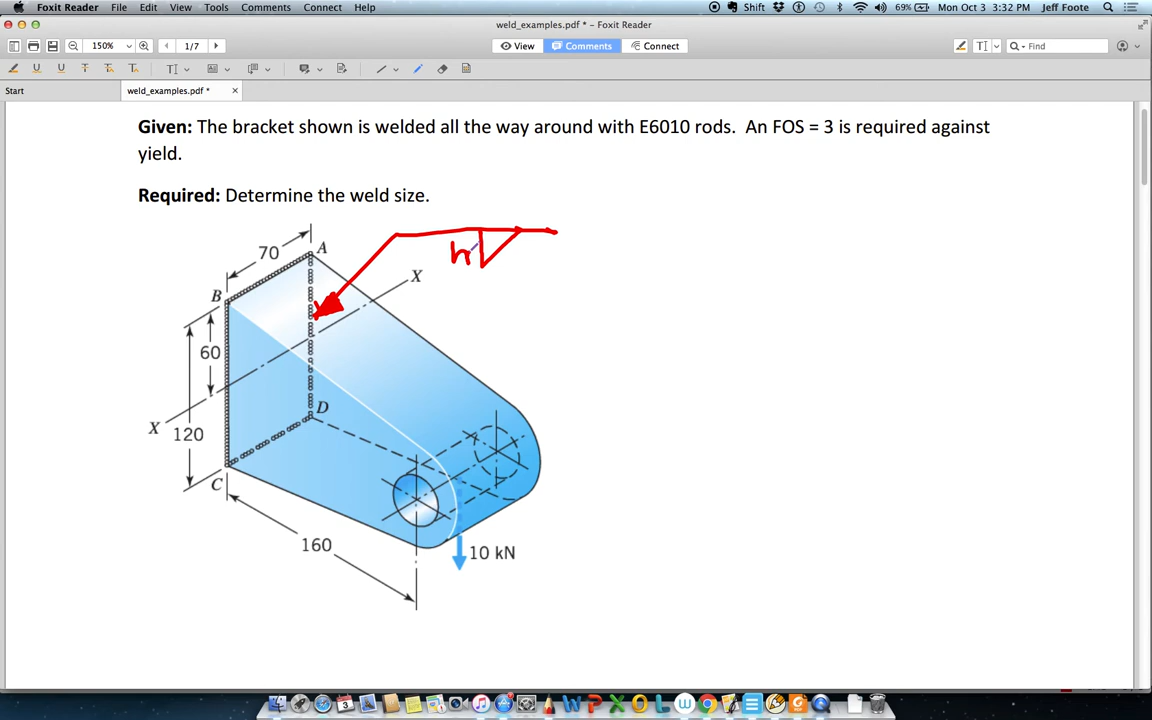 Foxit Reader File Edit View Tools Comments Connect Help Shift 69% Mon Oct 3 3:32 PM Jeff Foote
weld_examples.pdf * - Foxit Reader
150% 1/7 View Comments Connect Find
Start weld_examples.pdf *
Given: The bracket shown is welded all the way around with E6010 rods. An FOS = 3 is required against
yield.
Required: Determine the weld size.
70
A
h
X
B
60
D
X
120
C
160
10 kN